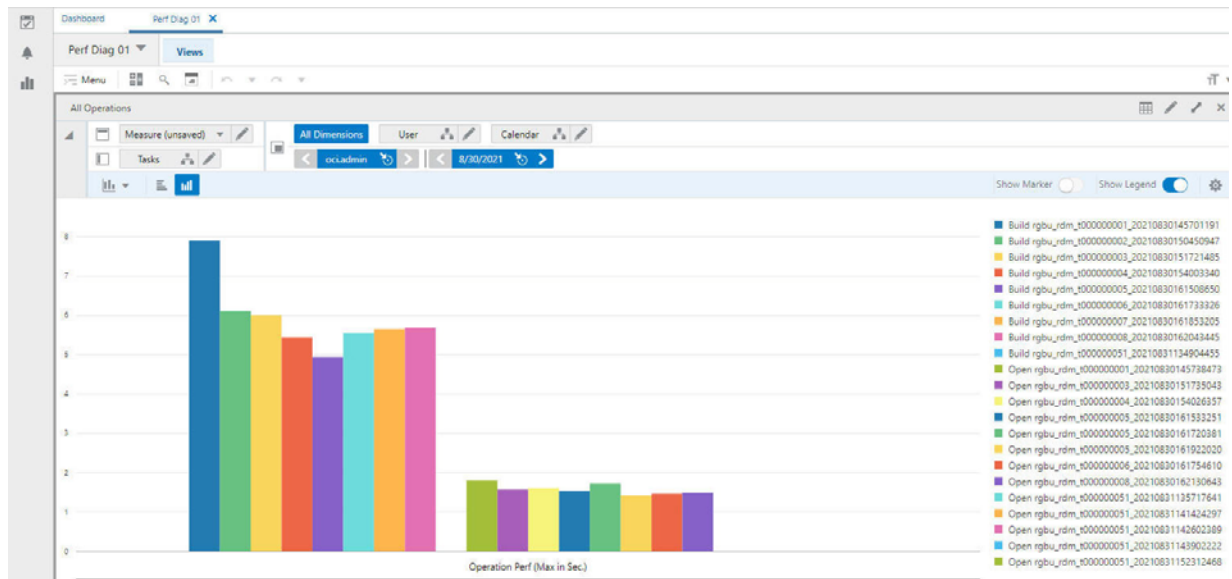 Dashboard Perf Diag 01 X
Perf Diag 01 Views
Menu
All Operations
Measure (unsaved) All Dimensions User Calendar
Tasks oci.admin 8/30/2021
Show Marker Show Legend
8
7
6
5
4
3
2
1
0
Operation Perf (Max in Sec.)
Build rgbu_rdm_t000000001_20210830145701191
Build rgbu_rdm_t000000002_20210830150450947
Build rgbu_rdm_t000000003_20210830151721485
Build rgbu_rdm_t000000004_20210830154003340
Build rgbu_rdm_t000000005_20210830161508650
Build rgbu_rdm_t000000006_20210830161733326
Build rgbu_rdm_t000000007_20210830161853205
Build rgbu_rdm_t000000008_20210830162043445
Build rgbu_rdm_t000000051_20210831134904455
Open rgbu_rdm_t000000001_20210830145738473
Open rgbu_rdm_t000000003_20210830151735043
Open rgbu_rdm_t000000004_20210830154026357
Open rgbu_rdm_t000000005_20210830161533251
Open rgbu_rdm_t000000005_20210830161720381
Open rgbu_rdm_t000000005_20210830161922020
Open rgbu_rdm_t000000006_20210830161754610
Open rgbu_rdm_t000000008_20210830162130643
Open rgbu_rdm_t000000051_20210831135717641
Open rgbu_rdm_t000000051_20210831141424297
Open rgbu_rdm_t000000051_20210831142602389
Open rgbu_rdm_t000000051_20210831143902222
Open rgbu_rdm_t000000051_20210831152312468